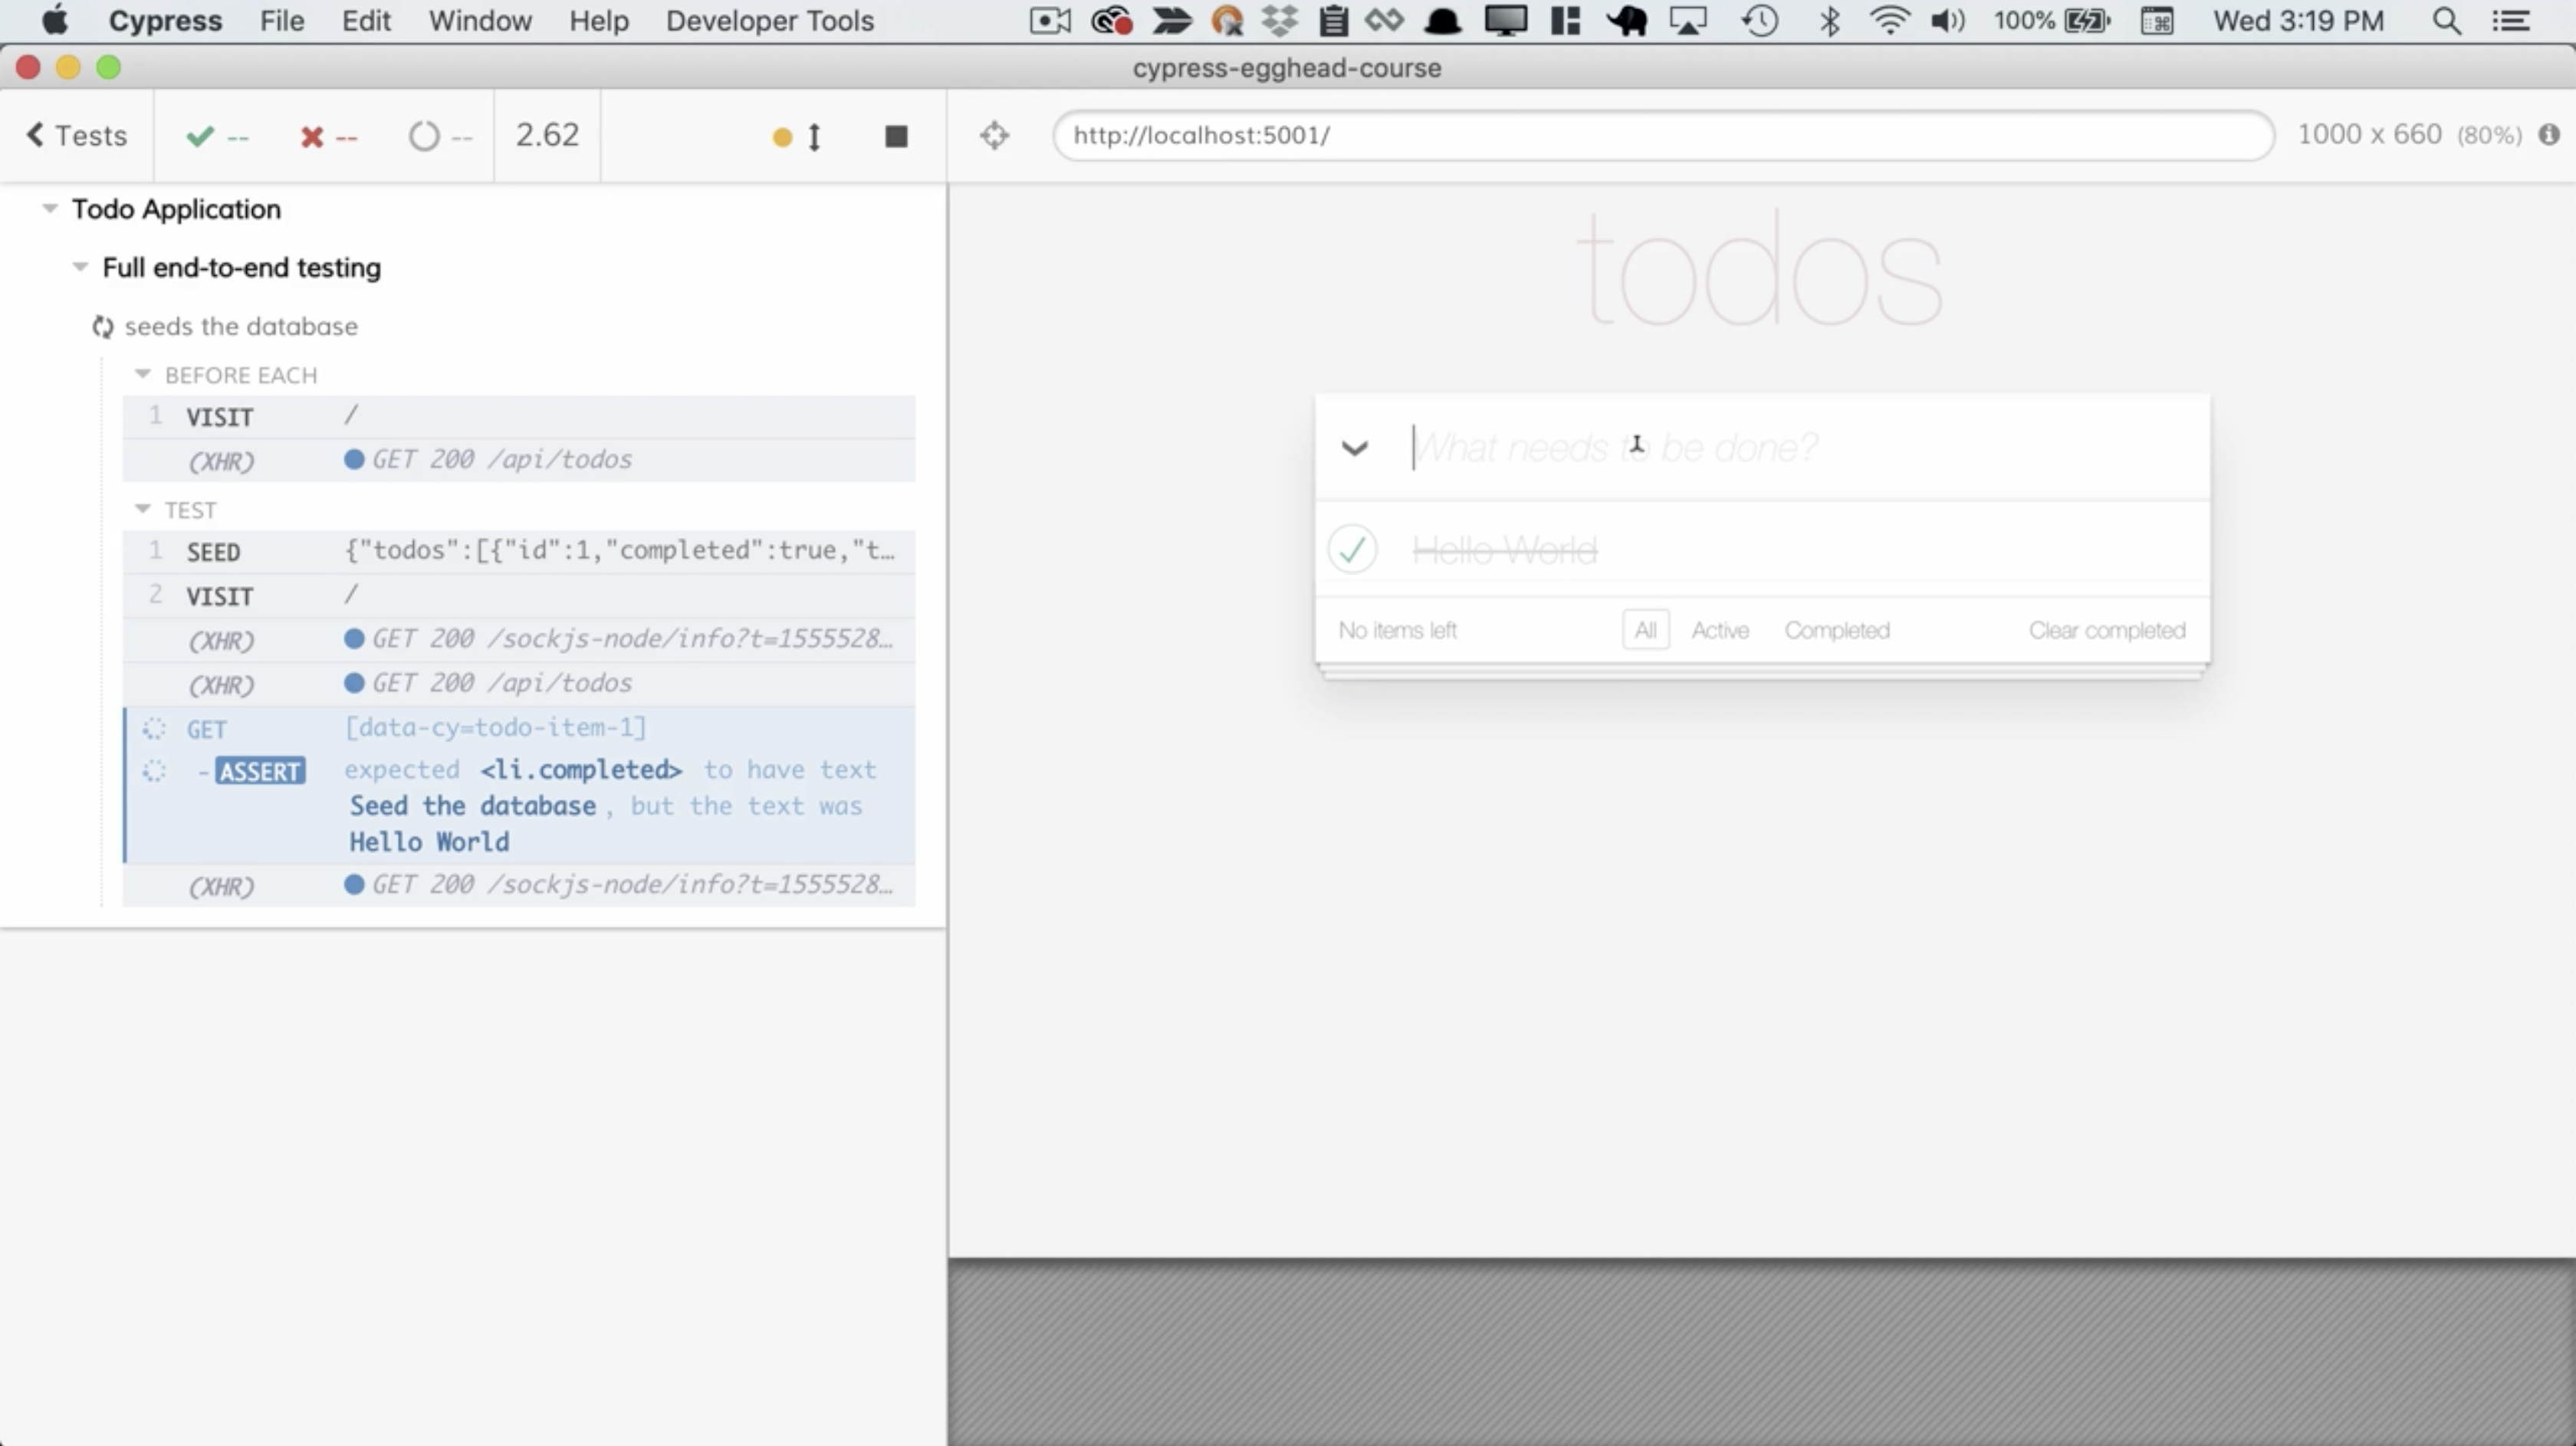 Cypress File Edit Window Help Developer Tools 100% Wed 3:19 PM
cypress-egghead-course
Tests -- -- -- 2.62 http://localhost:5001/ 1000 x 660 (80%)
Todo Application
Full end-to-end testing
seeds the database
BEFORE EACH
1 VISIT /
(XHR) GET 200 /api/todos
TEST
1 SEED {"todos":[{"id":1,"completed":true,"t…
2 VISIT /
(XHR) GET 200 /sockjs-node/info?t=1555528…
(XHR) GET 200 /api/todos
GET [data-cy=todo-item-1]
-ASSERT expected <li.completed> to have text
Seed the database, but the text was
Hello World
(XHR) GET 200 /sockjs-node/info?t=1555528…
todos
What needs to be done?
Hello World
No items left All Active Completed Clear completed